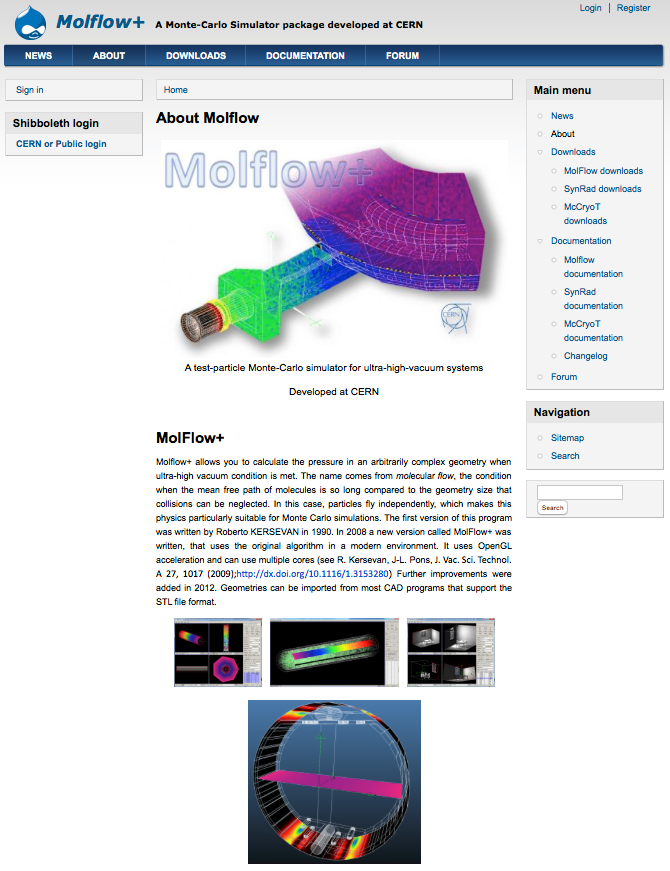 Login | Register
Molflow+ A Monte-Carlo Simulator package developed at CERN
NEWS ABOUT DOWNLOADS DOCUMENTATION FORUM
Sign in
Shibboleth login
CERN or Public login
Home
About Molflow
Molflow+
CERN
A test-particle Monte-Carlo simulator for ultra-high-vacuum systems
Developed at CERN
MolFlow+
Molflow+ allows you to calculate the pressure in an arbitrarily complex geometry when
ultra-high vacuum condition is met. The name comes from molecular flow, the condition
when the mean free path of molecules is so long compared to the geometry size that
collisions can be neglected. In this case, particles fly independently, which makes this
physics particularly suitable for Monte Carlo simulations. The first version of this program
was written by Roberto KERSEVAN in 1990. In 2008 a new version called MolFlow+ was
written, that uses the original algorithm in a modern environment. It uses OpenGL
acceleration and can use multiple cores (see R. Kersevan, J-L. Pons, J. Vac. Sci. Technol.
A 27, 1017 (2009);http://dx.doi.org/10.1116/1.3153280) Further improvements were
added in 2012. Geometries can be imported from most CAD programs that support the
STL file format.
Main menu
News
About
Downloads
MolFlow downloads
SynRad downloads
McCryoT
downloads
Documentation
Molflow
documentation
SynRad
documentation
McCryoT
documentation
Changelog
Forum
Navigation
Sitemap
Search
Search